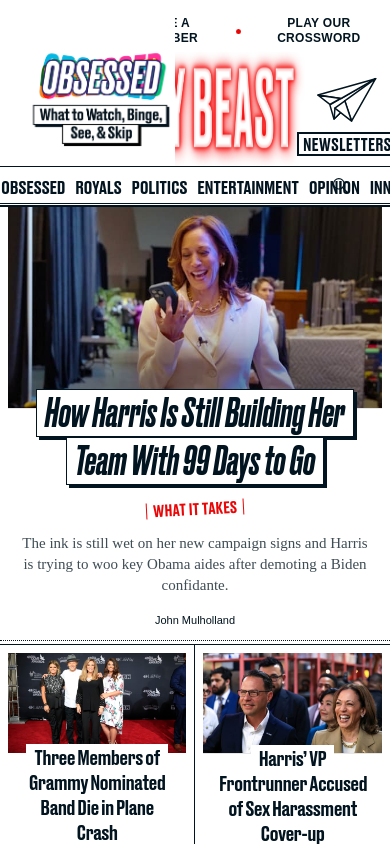 E A
BER
PLAY OUR
CROSSWORD
OBSESSED
What to Watch, Binge,
See, & Skip
Y BEAST
NEWSLETTERS
OBSESSED ROYALS POLITICS ENTERTAINMENT OPINION INN
How Harris Is Still Building Her
Team With 99 Days to Go
WHAT IT TAKES
The ink is still wet on her new campaign signs and Harris
is trying to woo key Obama aides after demoting a Biden
confidante.
John Mulholland
Three Members of
Grammy Nominated
Band Die in Plane
Crash
Harris’ VP
Frontrunner Accused
of Sex Harassment
Cover-up